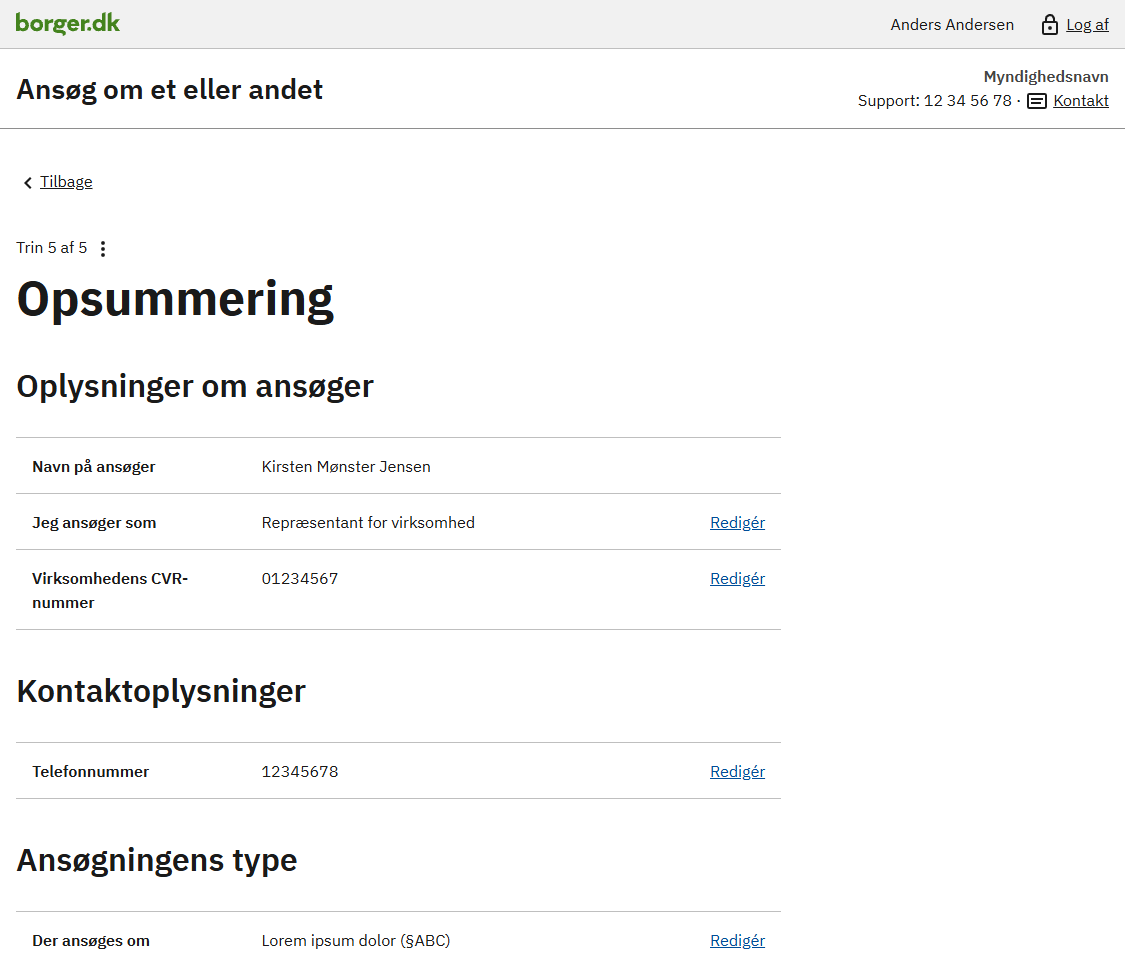 borger.dk
Anders Andersen
Log af
Ansøg om et eller andet
Myndighedsnavn
Support: 12 34 56 78 · Kontakt
Tilbage
Trin 5 af 5
Opsummering
Oplysninger om ansøger
Navn på ansøger Kirsten Mønster Jensen
Jeg ansøger som Repræsentant for virksomhed Redigér
Virksomhedens CVR- 01234567 Redigér
nummer
Kontaktoplysninger
Telefonnummer 12345678 Redigér
Ansøgningens type
Der ansøges om Lorem ipsum dolor (§ABC) Redigér